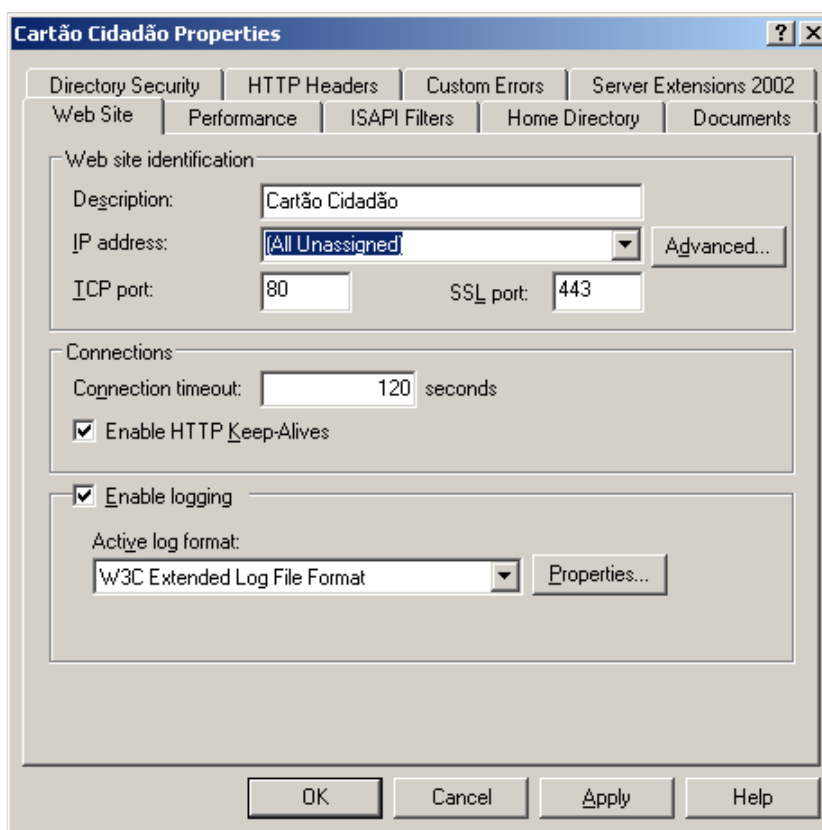 Cartão Cidadão Properties ? X
Directory Security HTTP Headers Custom Errors Server Extensions 2002
Web Site Performance ISAPI Filters Home Directory Documents
Web site identification
Description: Cartão Cidadão
IP address: (All Unassigned) Advanced...
TCP port: 80 SSL port: 443
Connections
Connection timeout: 120 seconds
Enable HTTP Keep-Alives
Enable logging
Active log format:
W3C Extended Log File Format Properties...
OK Cancel Apply Help